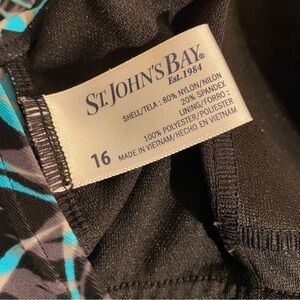 ST. JOHN'S BAY
Est. 1984
SHELL/TELA: 80% NYLON/NILON
20% SPANDEX
LINING/FORRO:
100% POLYESTER/POLIESTER
16 MADE IN VIETNAM/HECHO EN VIETNAM